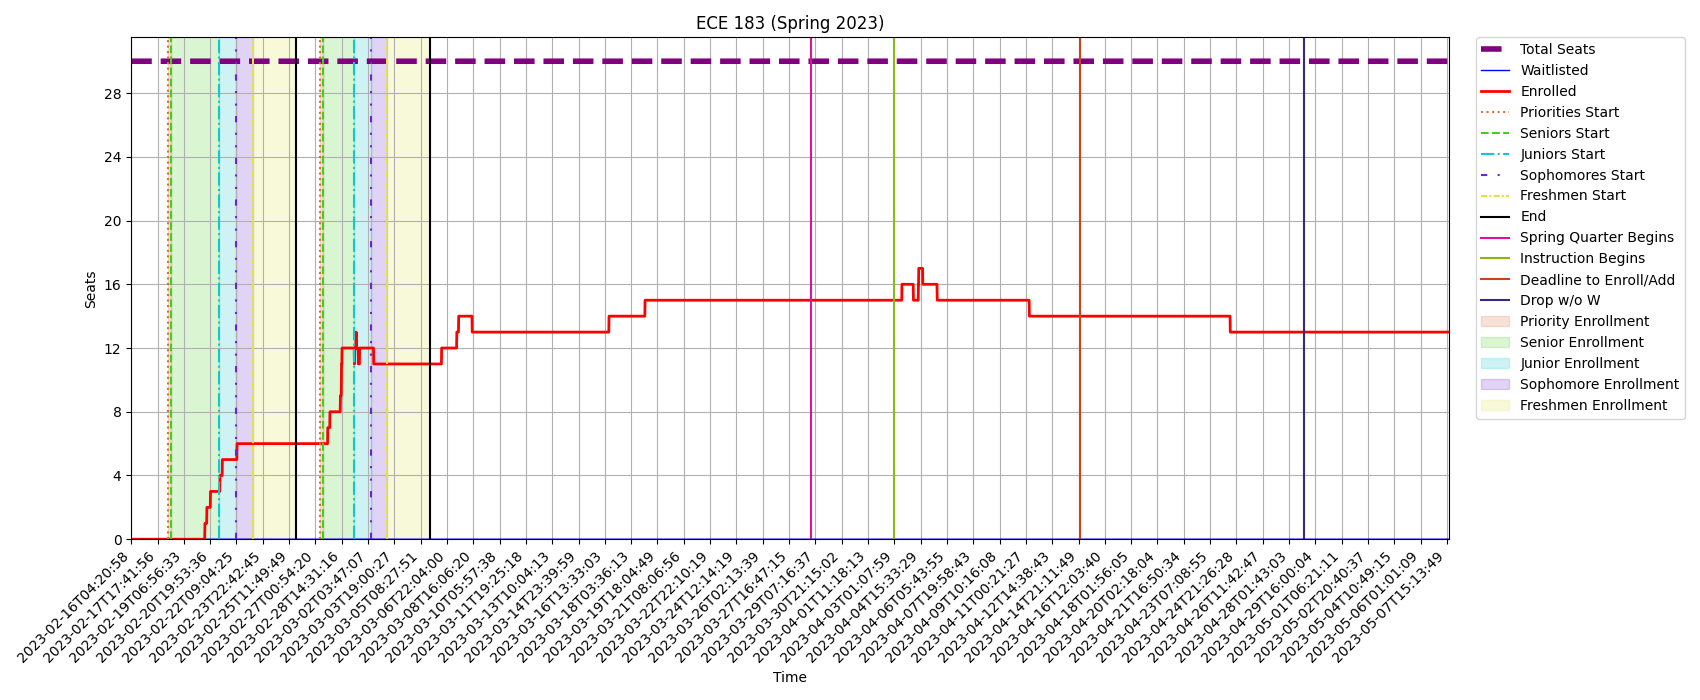 ECE 183 (Spring 2023)
Seats
28
24
20
16
12
8
4
0
2023-02-16T04:20:58
2023-02-17T17:41:56
2023-02-19T06:56:33
2023-02-20T19:53:36
2023-02-22T09:04:25
2023-02-23T22:42:45
2023-02-25T11:49:49
2023-02-27T00:54:20
2023-02-28T14:31:16
2023-03-02T03:47:07
2023-03-03T19:00:27
2023-03-05T08:27:51
2023-03-06T22:04:00
2023-03-08T16:06:20
2023-03-10T05:57:38
2023-03-11T19:25:18
2023-03-13T10:04:13
2023-03-14T23:39:59
2023-03-16T13:33:03
2023-03-18T03:36:13
2023-03-19T18:04:49
2023-03-21T08:06:56
2023-03-22T22:10:19
2023-03-24T12:14:19
2023-03-26T02:13:39
2023-03-27T16:47:15
2023-03-29T07:16:37
2023-03-30T21:15:02
2023-04-01T11:18:13
2023-04-03T01:07:59
2023-04-04T15:33:29
2023-04-06T05:43:55
2023-04-07T19:58:43
2023-04-09T10:16:08
2023-04-11T00:21:27
2023-04-12T14:38:43
2023-04-14T21:11:49
2023-04-16T12:03:40
2023-04-18T01:56:05
2023-04-20T02:18:04
2023-04-21T16:50:34
2023-04-23T07:08:55
2023-04-24T21:26:28
2023-04-26T11:42:47
2023-04-28T01:43:03
2023-04-29T16:00:04
2023-05-01T06:21:11
2023-05-02T20:40:37
2023-05-04T10:49:15
2023-05-06T01:01:09
2023-05-07T15:13:49
Time
Total Seats
Waitlisted
Enrolled
Priorities Start
Seniors Start
Juniors Start
Sophomores Start
Freshmen Start
End
Spring Quarter Begins
Instruction Begins
Deadline to Enroll/Add
Drop w/o W
Priority Enrollment
Senior Enrollment
Junior Enrollment
Sophomore Enrollment
Freshmen Enrollment